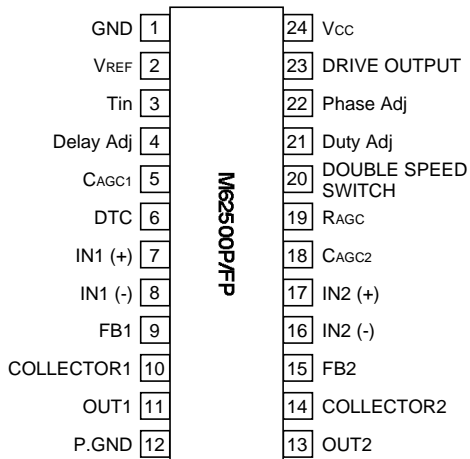 GND 1
VREF 2
Tin 3
Delay Adj 4
CAGC1 5
DTC 6
IN1 (+) 7
IN1 (-) 8
FB1 9
COLLECTOR1 10
OUT1 11
P.GND 12
M62500P/FP
24 VCC
23 DRIVE OUTPUT
22 Phase Adj
21 Duty Adj
20 DOUBLE SPEED
SWITCH
19 RAGC
18 CAGC2
17 IN2 (+)
16 IN2 (-)
15 FB2
14 COLLECTOR2
13 OUT2